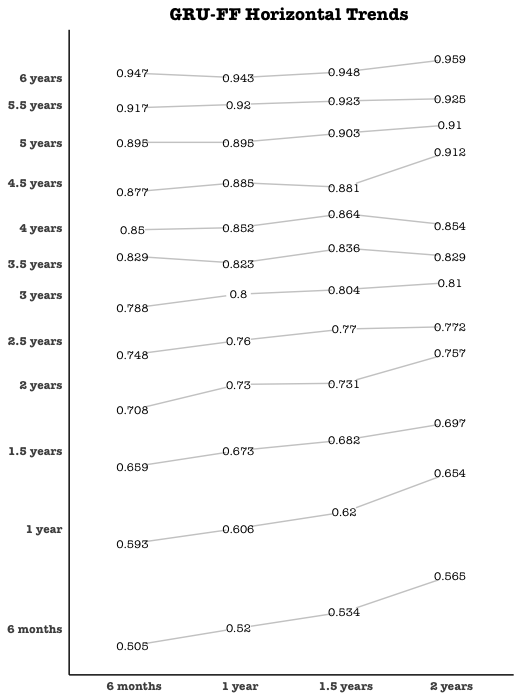 GRU-FF Horizontal Trends
6 years 0.947 0.943 0.948 0.959
5.5 years 0.917 0.92 0.923 0.925
5 years 0.895 0.895 0.903 0.91
4.5 years 0.877 0.885 0.881 0.912
4 years 0.85 0.852 0.864 0.854
3.5 years 0.829 0.823 0.836 0.829
3 years 0.788 0.8 0.804 0.81
2.5 years 0.748 0.76 0.77 0.772
2 years 0.708 0.73 0.731 0.757
1.5 years 0.659 0.673 0.682 0.697
1 year 0.593 0.606 0.62 0.654
6 months 0.505 0.52 0.534 0.565
6 months 1 year 1.5 years 2 years